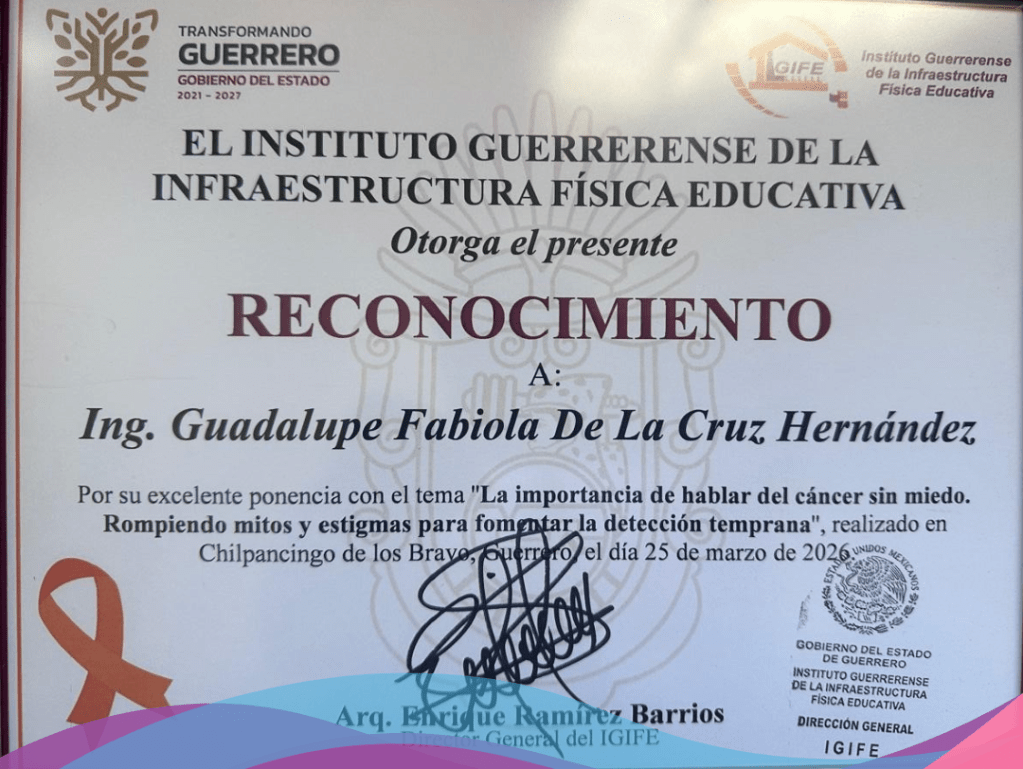 TRANSFORMANDO
GUERRERO
GOBIERNO DEL ESTADO
2021 - 2027
IGIFE
Instituto Guerrerense
de la Infraestructura
Física Educativa
EL INSTITUTO GUERRERENSE DE LA
INFRAESTRUCTURA FÍSICA EDUCATIVA
Otorga el presente
RECONOCIMIENTO
A:
Ing. Guadalupe Fabiola De La Cruz Hernández
Por su excelente ponencia con el tema "La importancia de hablar del cáncer sin miedo.
Rompiendo mitos y estigmas para fomentar la detección temprana", realizado en
Chilpancingo de los Bravo, Guerrero, el día 25 de marzo de 2026
ESTADOS UNIDOS MEXICANOS
GOBIERNO DEL ESTADO
DE GUERRERO
INSTITUTO GUERRERENSE
DE LA INFRAESTRUCTURA
FÍSICA EDUCATIVA
DIRECCIÓN GENERAL
IGIFE
Arq. Enrique Ramírez Barrios
Director General del IGIFE